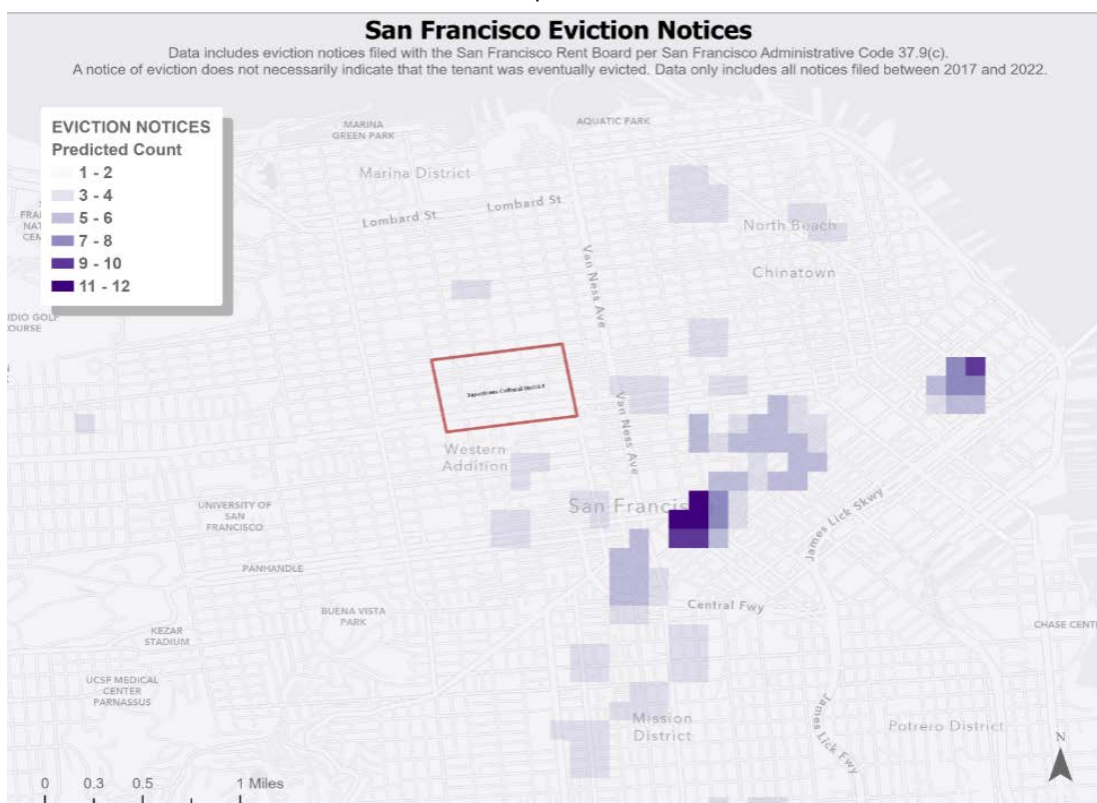 San Francisco Eviction Notices
Data includes eviction notices filed with the San Francisco Rent Board per San Francisco Administrative Code 37.9(c).
A notice of eviction does not necessarily indicate that the tenant was eventually evicted. Data only includes all notices filed between 2017 and 2022.
EVICTION NOTICES
Predicted Count
1 - 2
3 - 4
5 - 6
7 - 8
9 - 10
11 - 12
MARINA
GREEN PARK
AQUATIC PARK
Marina District
Lombard St
Lombard St
North Beach
Van Ness Ave
Chinatown
Cultural District
Van Ness Ave
Western
Addition
San Francis
UNIVERSITY OF
SAN
FRANCISCO
James Lick Skwy
PANHANDLE
Central Fwy
BUENA VISTA
PARK
KEZAR
STADIUM
CHASE CENT
UCSF MEDICAL
CENTER
PARNASSUS
Mission
District
James Lick Fwy
Potrero District
N
0 0.3 0.5 1 Miles